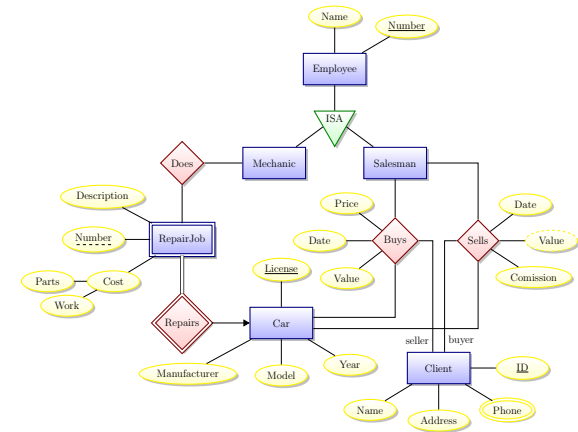 Name
Number
Employee
ISA
Does
Mechanic
Salesman
Description
Price
Date
Number
RepairJob
Date
Buys
Sells
Value
License
Value
Comission
Parts
Cost
Work
Repairs
Car
seller
buyer
Manufacturer
Model
Year
Client
ID
Name
Address
Phone